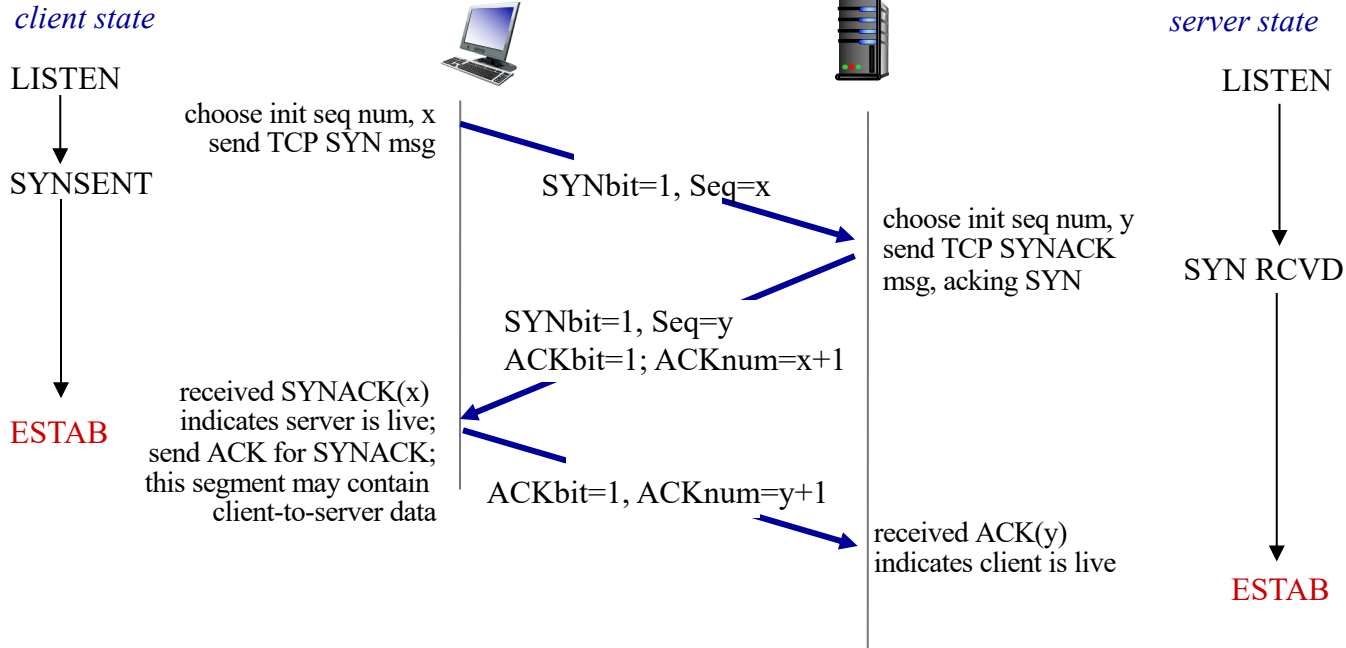 client state
server state
LISTEN
LISTEN
choose init seq num, x
send TCP SYN msg
SYNSENT
SYNbit=1, Seq=x
choose init seq num, y
send TCP SYNACK
msg, acking SYN
SYN RCVD
SYNbit=1, Seq=y
ACKbit=1; ACKnum=x+1
received SYNACK(x)
indicates server is live;
send ACK for SYNACK;
this segment may contain
client-to-server data
ESTAB
ACKbit=1, ACKnum=y+1
received ACK(y)
indicates client is live
ESTAB